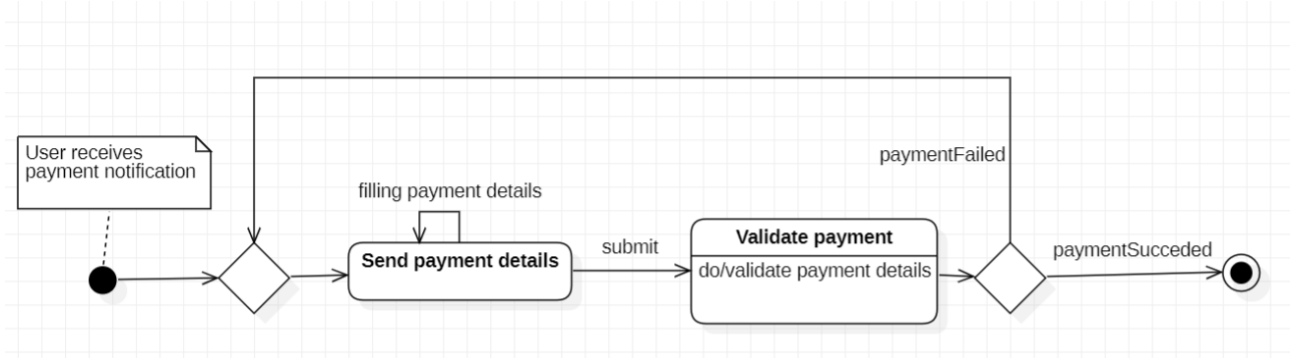 User receives
payment notification
paymentFailed
filling payment details
Send payment details
submit
Validate payment
do/validate payment details
paymentSucceded